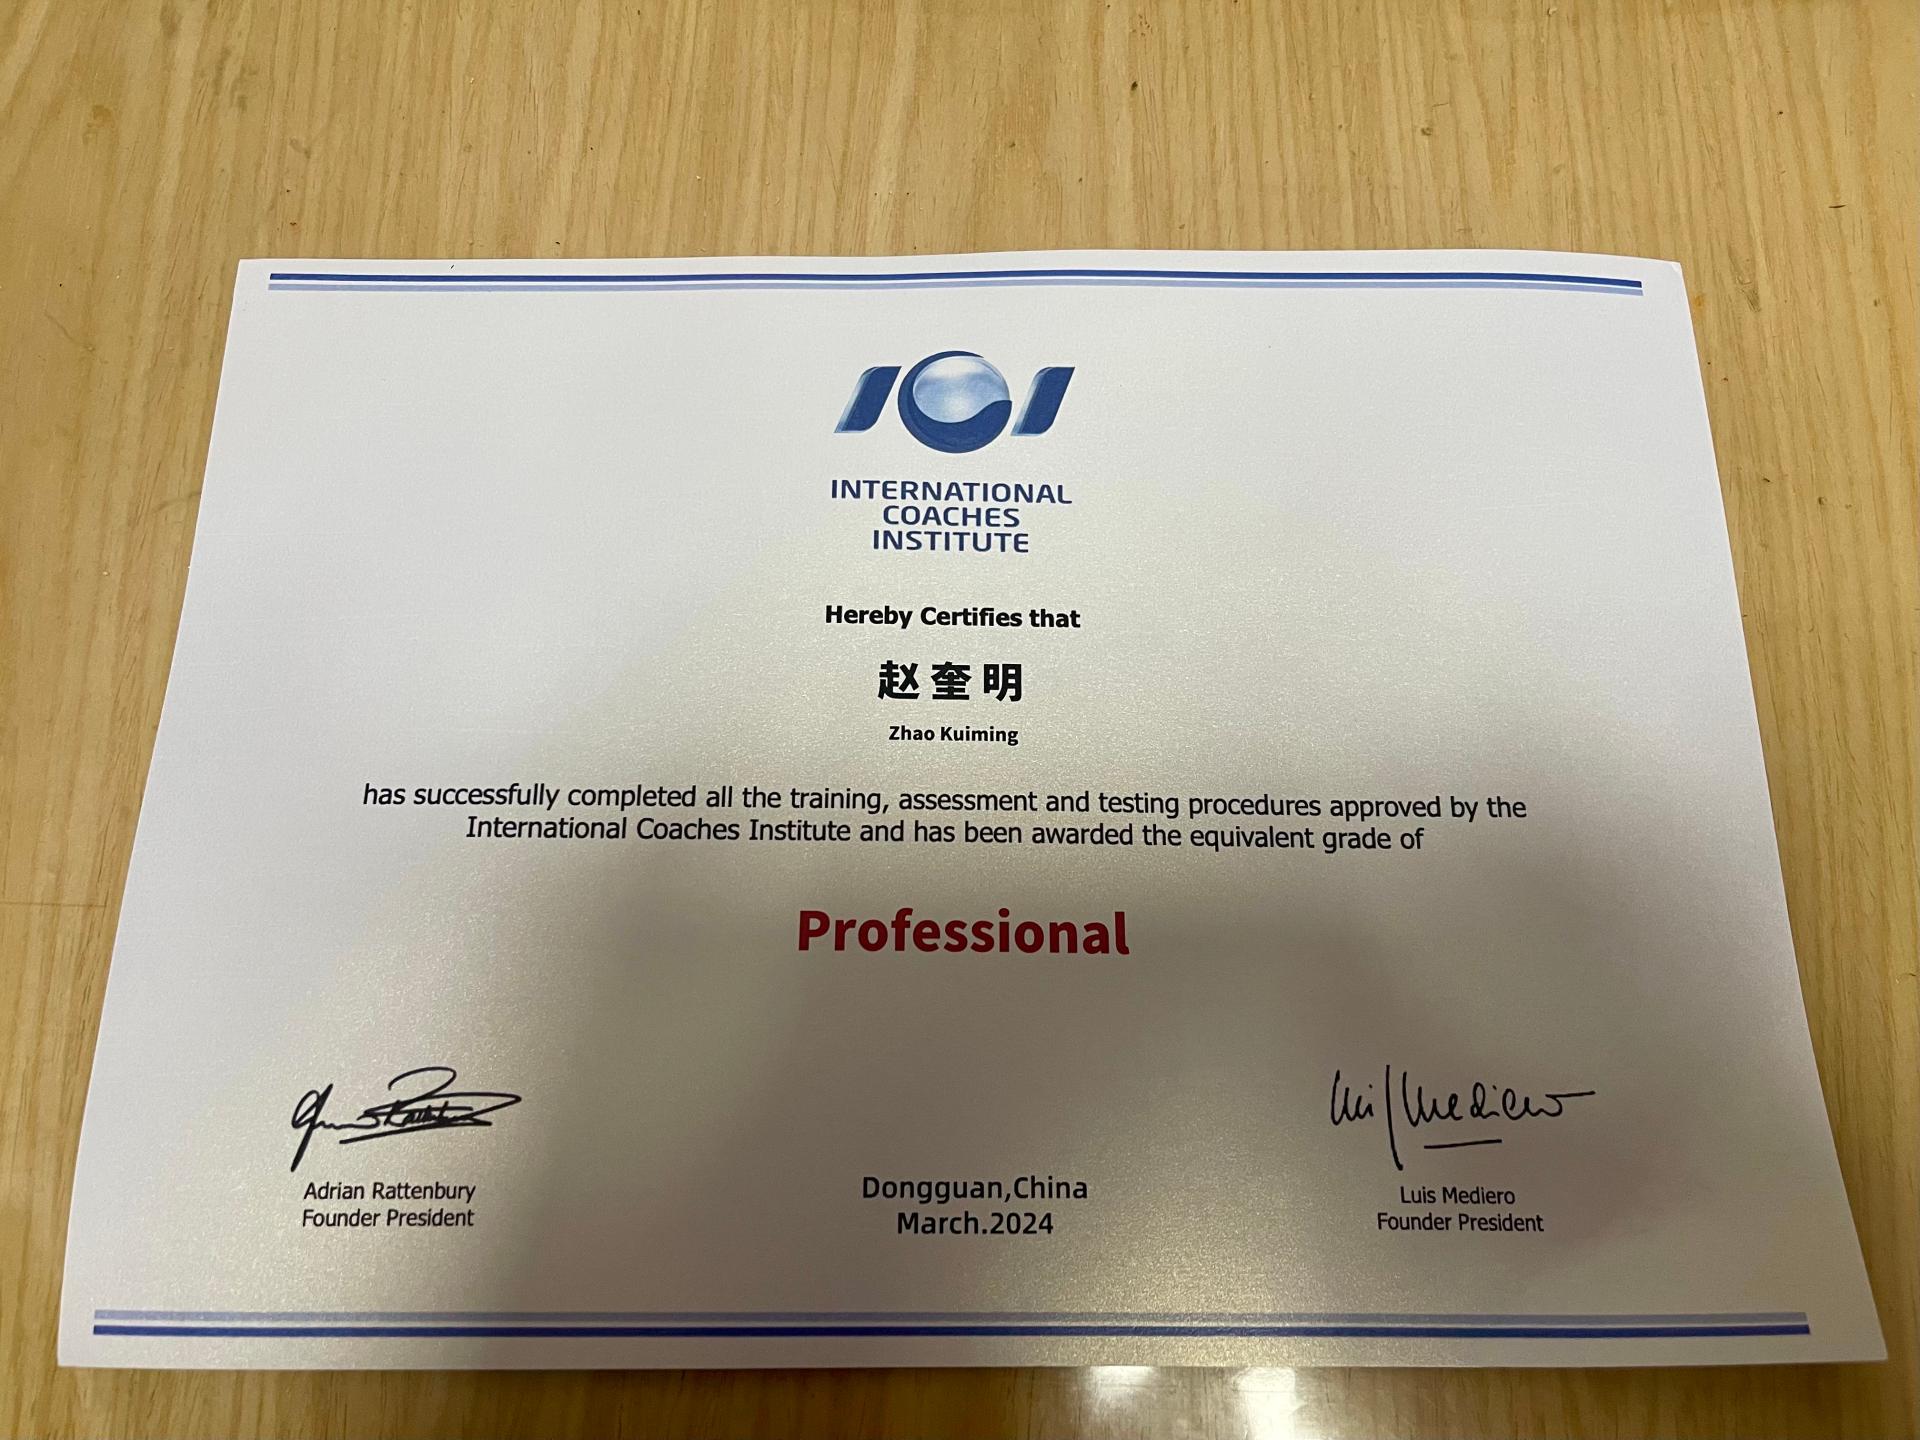 INTERNATIONAL
COACHES
INSTITUTE
Hereby Certifies that
赵奎明
Zhao Kuiming
has successfully completed all the training, assessment and testing procedures approved by the
International Coaches Institute and has been awarded the equivalent grade of
Professional
Luis Mediero
Adrian Rattenbury
Founder President
Dongguan,China
March.2024
Luis Mediero
Founder President